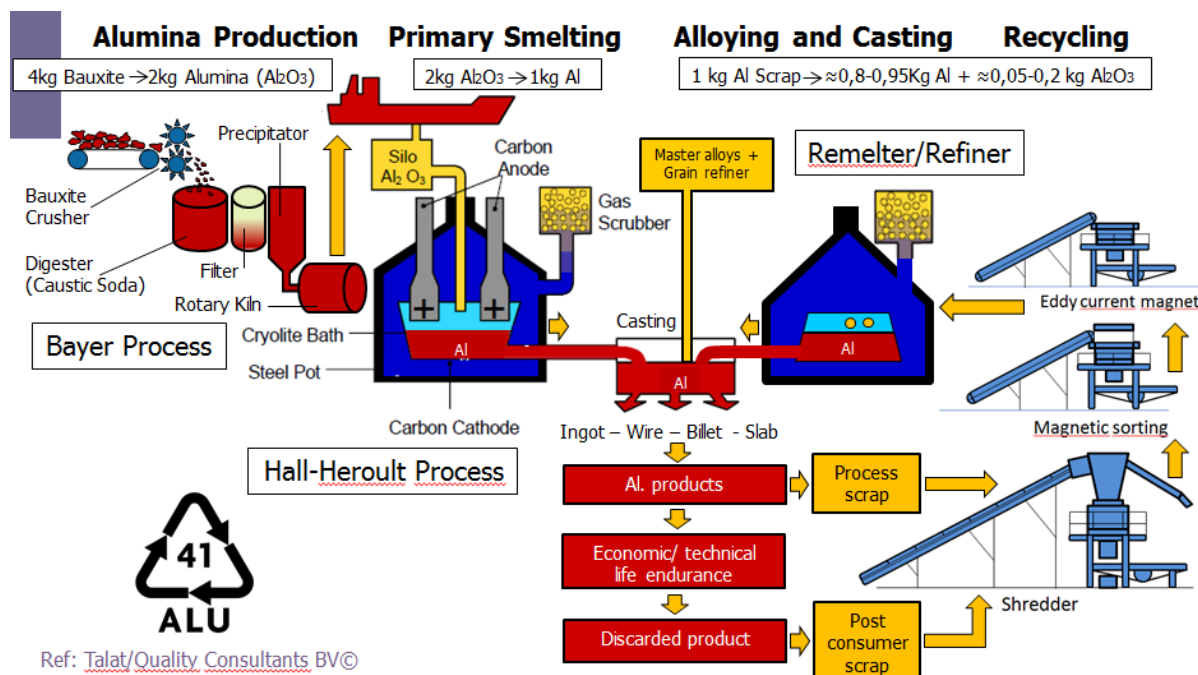 Alumina Production
Primary Smelting
Alloying and Casting
Recycling
4kg Bauxite →2kg Alumina (Al₂O₃)
2kg Al₂O₃→1kg Al
1 kg Al Scrap→≈0,8-0,95Kg Al + ≈0,05-0,2 kg Al₂O₃
Precipitator
Bauxite
Crusher
Digester
(Caustic Soda)
Filter
Rotary Kiln
Bayer Process
Silo
Al₂ O₃
Carbon
Anode
Gas
Scrubber
+
+
Cryolite Bath
Al
Steel Pot
Carbon Cathode
Hall-Heroult Process
Master alloys +
Grain refiner
Remelter/Refiner
Casting
Al
Al
Eddy current magnet
Magnetic sorting
Shredder
Ingot – Wire – Billet - Slab
Al. products
Process
scrap
Economic/ technical
life endurance
Discarded product
Post
consumer
scrap
41
ALU
Ref: Talat/Quality Consultants BV©